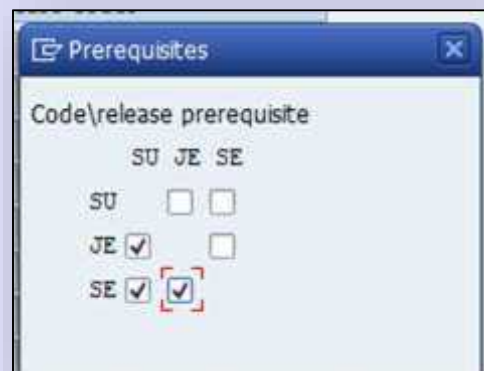 Prerequisites
Code\release prerequisite
SU JE SE
SU
JE
SE